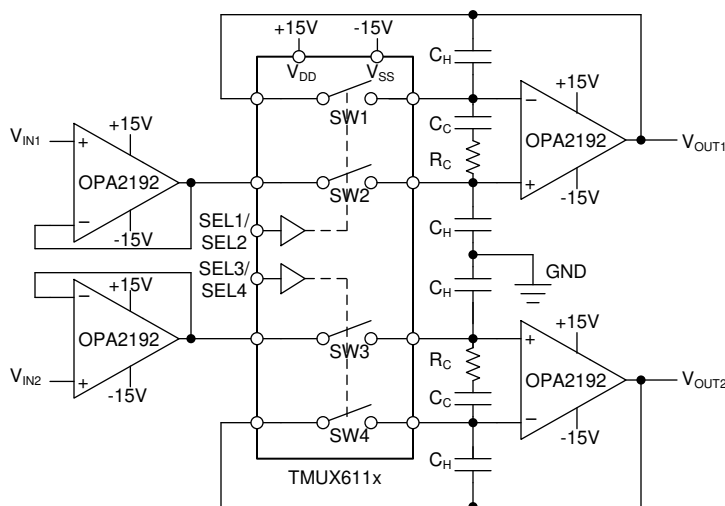 +15V -15V
V_DD V_SS
C_H
SW1
C_C
V_IN1
+15V
+
OPA2192
−
-15V
R_C
SW2
+15V
−
OPA2192
+
-15V
V_OUT1
SEL1/
SEL2
C_H
SEL3/
SEL4
C_H
GND
+15V
−
OPA2192
+
-15V
V_IN2
SW3
R_C
C_C
SW4
+15V
+
OPA2192
−
-15V
V_OUT2
C_H
TMUX611x